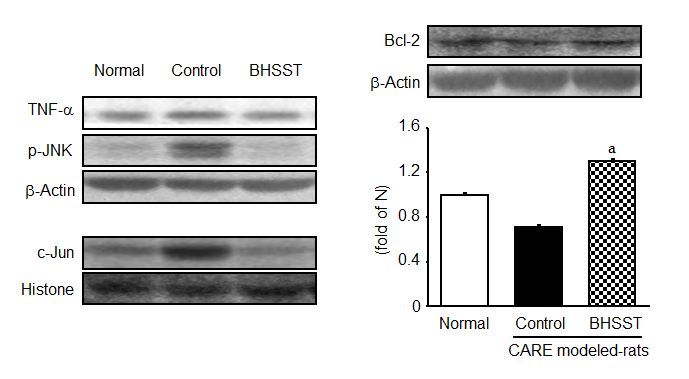 Normal Control BHSST
TNF-α
p-JNK
β-Actin
c-Jun
Histone
Bcl-2
β-Actin
(fold of N)
1.6
1.2
0.8
0.4
0
a
Normal Control BHSST
CARE modeled-rats